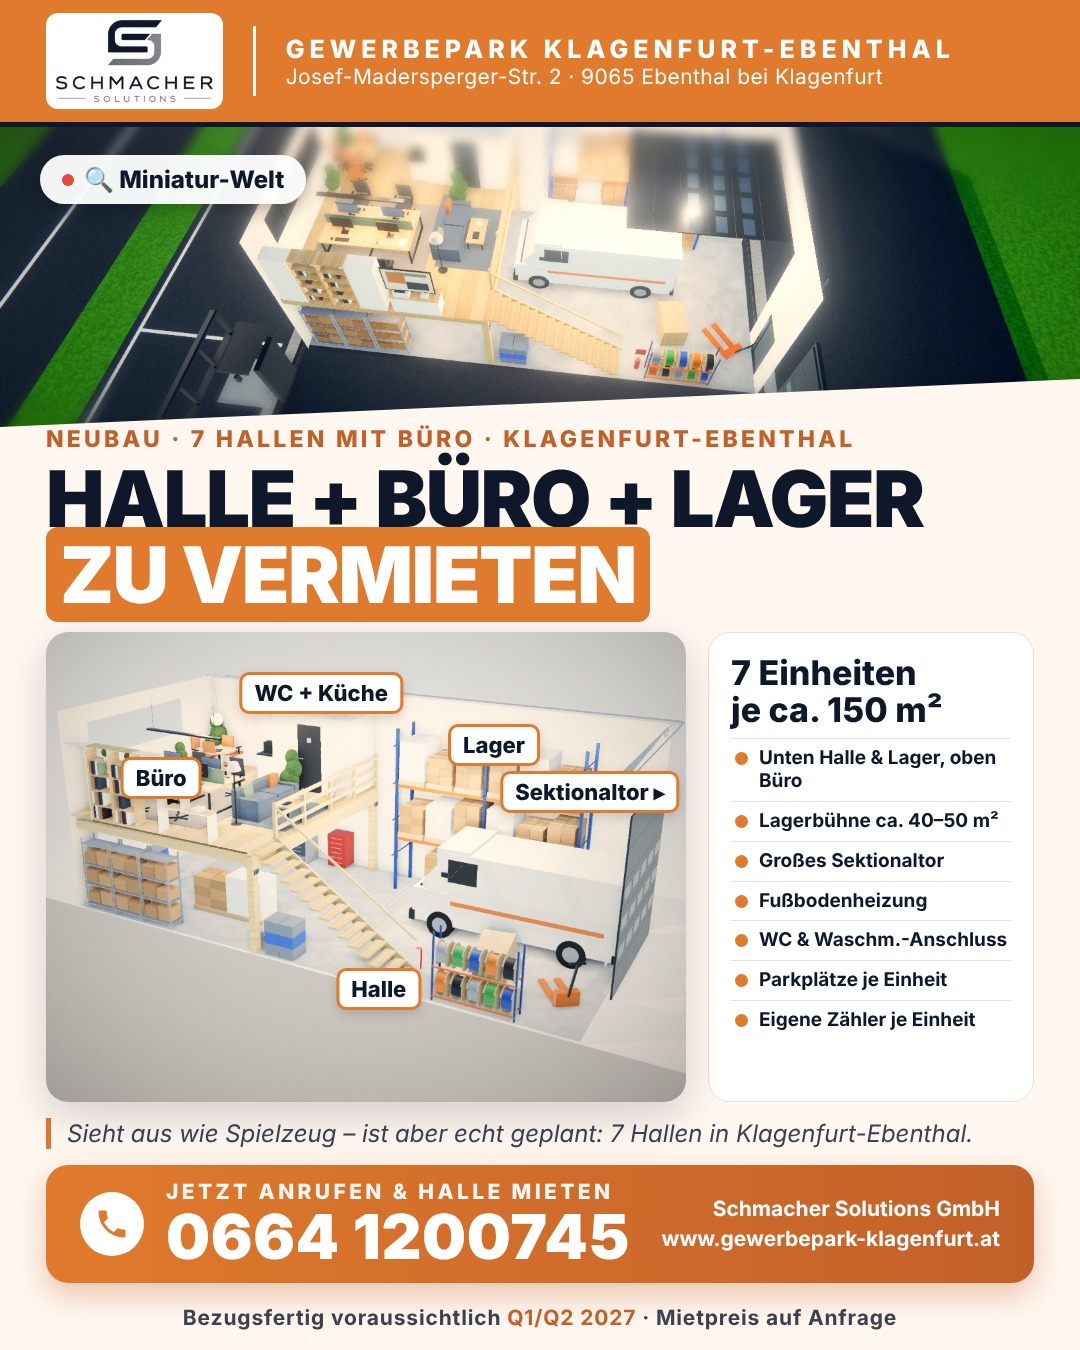 SCHMACHER
SOLUTIONS
GEWERBEPARK KLAGENFURT-EBENTHAL
Josef-Madersperger-Str. 2 · 9065 Ebenthal bei Klagenfurt
Miniatur-Welt
NEUBAU · 7 HALLEN MIT BÜRO · KLAGENFURT-EBENTHAL
HALLE + BÜRO + LAGER
ZU VERMIETEN
WC + Küche
Lager
Büro
Sektionaltor ▸
Halle
7 Einheiten
je ca. 150 m²
Unten Halle & Lager, oben
Büro
Lagerbühne ca. 40–50 m²
Großes Sektionaltor
Fußbodenheizung
WC & Waschm.-Anschluss
Parkplätze je Einheit
Eigene Zähler je Einheit
Sieht aus wie Spielzeug – ist aber echt geplant: 7 Hallen in Klagenfurt-Ebenthal.
JETZT ANRUFEN & HALLE MIETEN
0664 1200745
Schmacher Solutions GmbH
www.gewerbepark-klagenfurt.at
Bezugsfertig voraussichtlich Q1/Q2 2027 · Mietpreis auf Anfrage